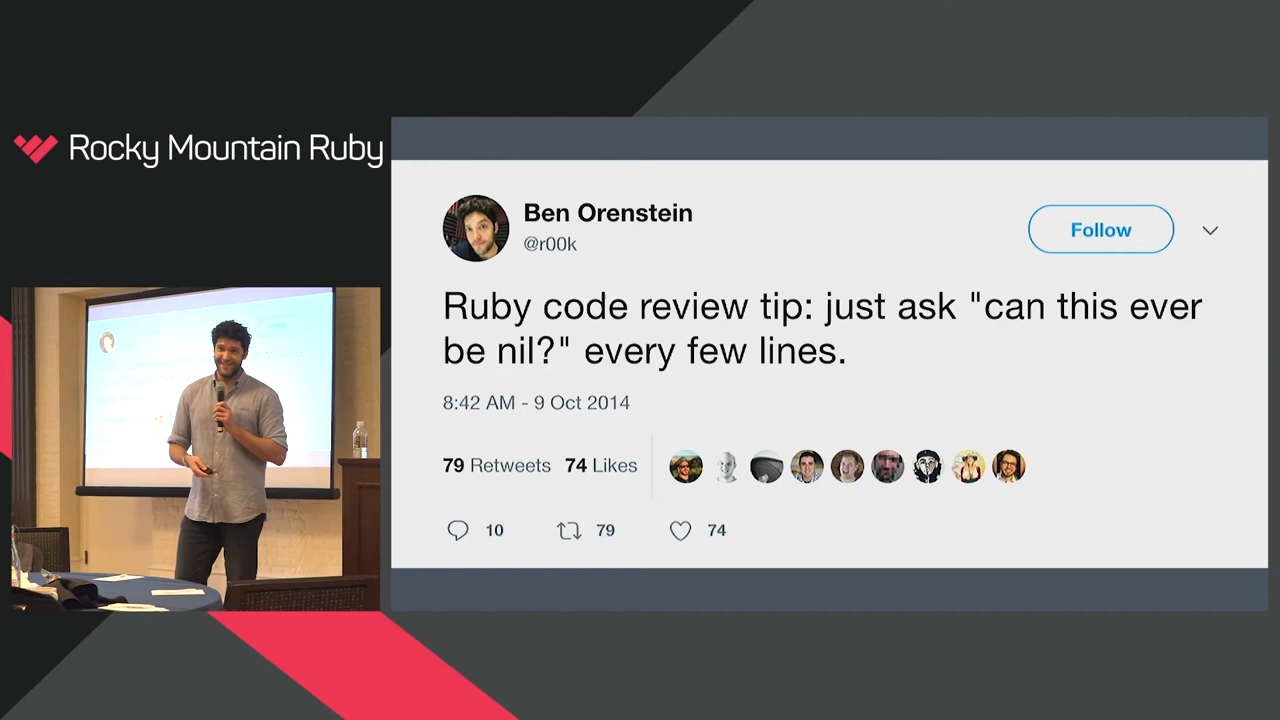 Rocky Mountain Ruby
Ben Orenstein
@r00k
Follow
Ruby code review tip: just ask "can this ever
be nil?" every few lines.
8:42 AM - 9 Oct 2014
79 Retweets 74 Likes
10 79 74